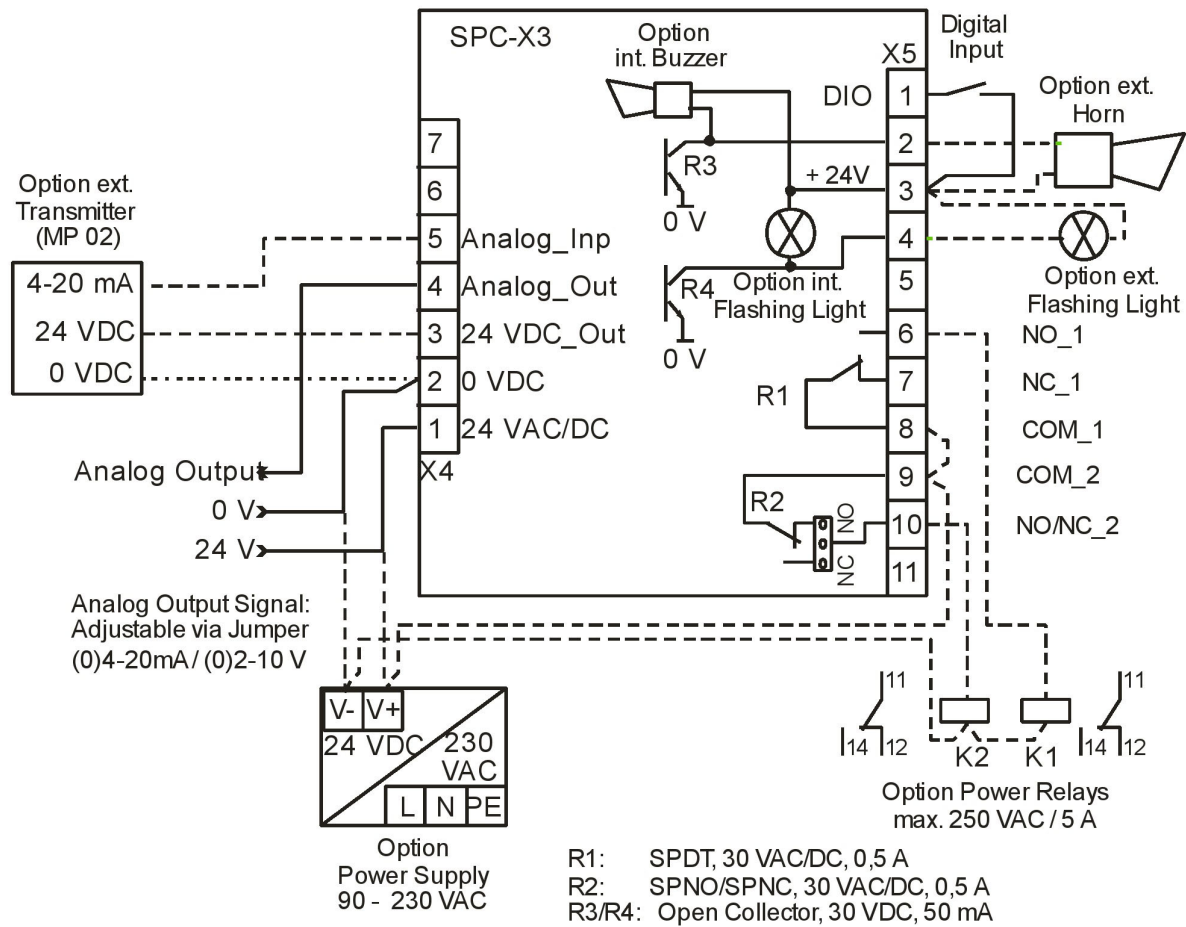 SPC-X3
Option
int. Buzzer
X5
Digital
Input
DIO
1
2
3
4
5
6
7
8
9
10
11
Option ext.
Horn
R3
+ 24V
0 V
R4
0 V
Option int.
Flashing Light
Option ext.
Flashing Light
7
6
5
4
3
2
1
Analog_Inp
Analog_Out
24 VDC_Out
0 VDC
24 VAC/DC
X4
Option ext.
Transmitter
(MP 02)
4-20 mA
24 VDC
0 VDC
Analog Output
0 V
24 V
R1
R2
NO
NC
NO_1
NC_1
COM_1
COM_2
NO/NC_2
Analog Output Signal:
Adjustable via Jumper
(0)4-20mA / (0)2-10 V
V- V+
24 VDC
230
VAC
L N PE
Option
Power Supply
90 - 230 VAC
11
14 12
K2 K1
11
14 12
Option Power Relays
max. 250 VAC / 5 A
R1: SPDT, 30 VAC/DC, 0,5 A
R2: SPNO/SPNC, 30 VAC/DC, 0,5 A
R3/R4: Open Collector, 30 VDC, 50 mA